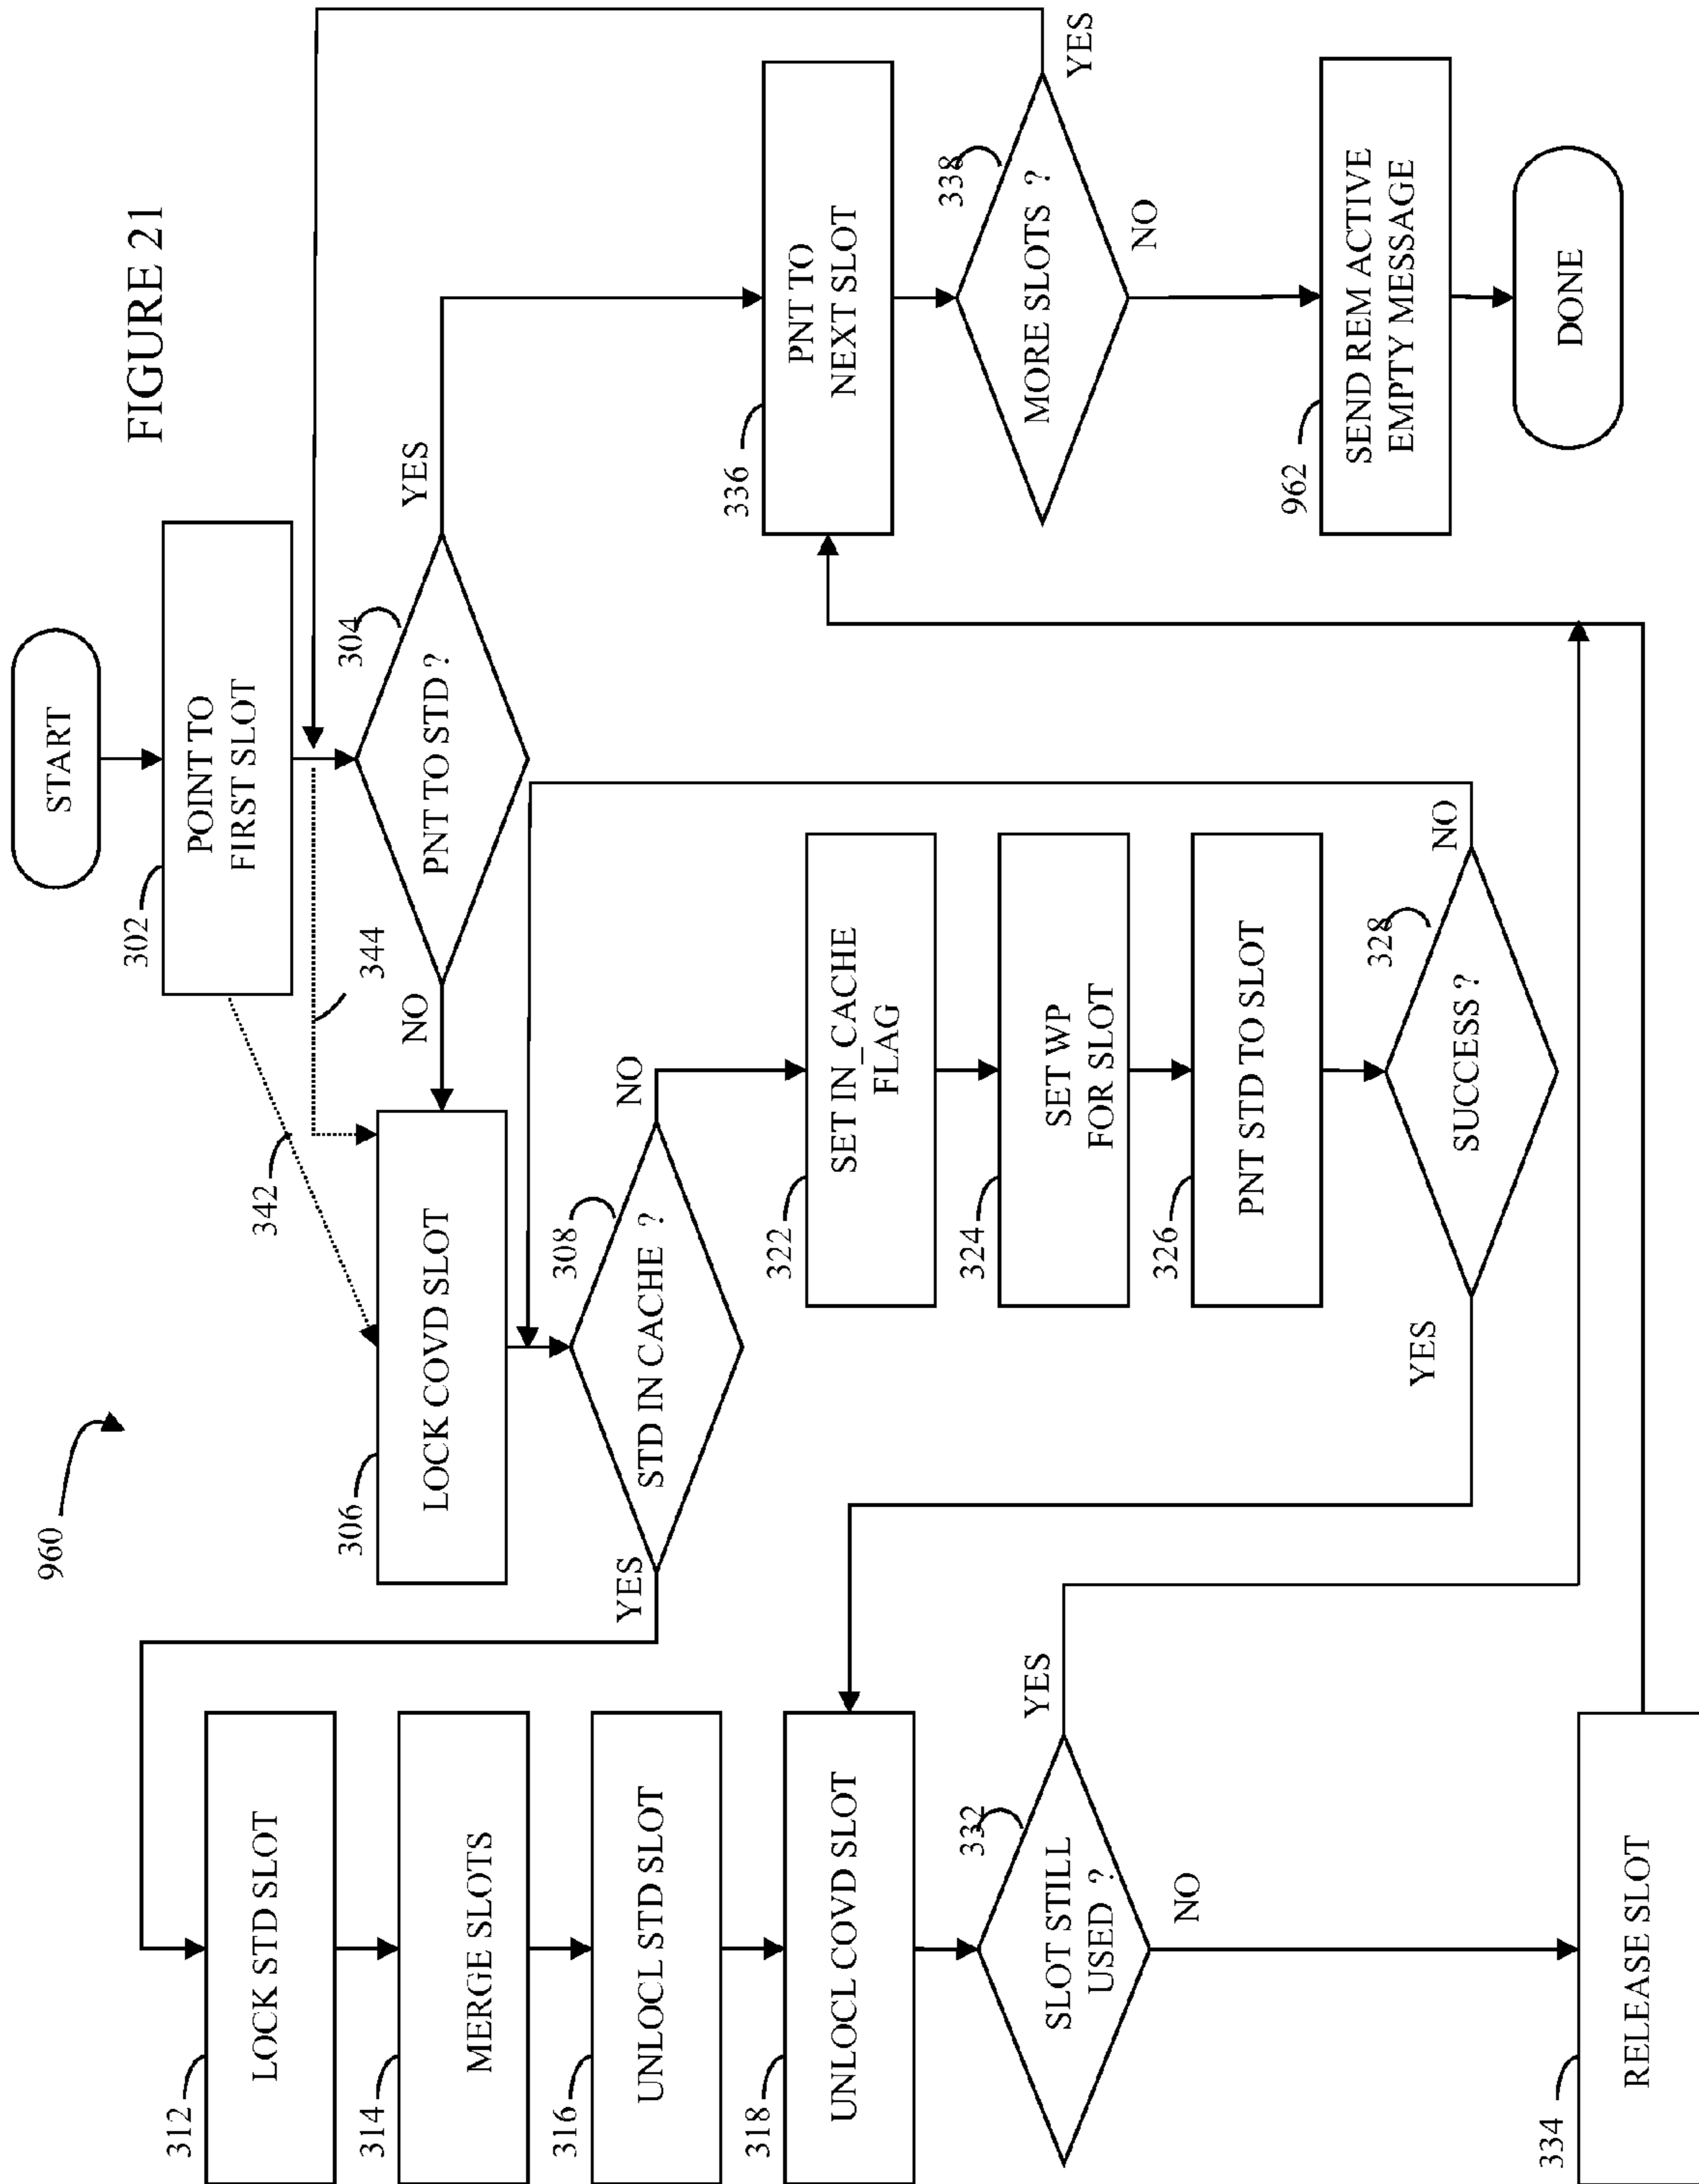 FIGURE 21
960
START
302
POINT TO
FIRST SLOT
342
344
304
PNT TO STD ?
YES
NO
306
LOCK COVD SLOT
308
STD IN CACHE ?
YES
NO
312
LOCK STD SLOT
314
MERGE SLOTS
316
UNLOCL STD SLOT
318
UNLOCL COVD SLOT
322
SET IN_CACHE
FLAG
324
SET WP
FOR SLOT
326
PNT STD TO SLOT
328
SUCCESS ?
YES
NO
332
SLOT STILL
USED ?
YES
NO
334
RELEASE SLOT
336
PNT TO
NEXT SLOT
338
MORE SLOTS ?
YES
NO
962
SEND REM ACTIVE
EMPTY MESSAGE
DONE